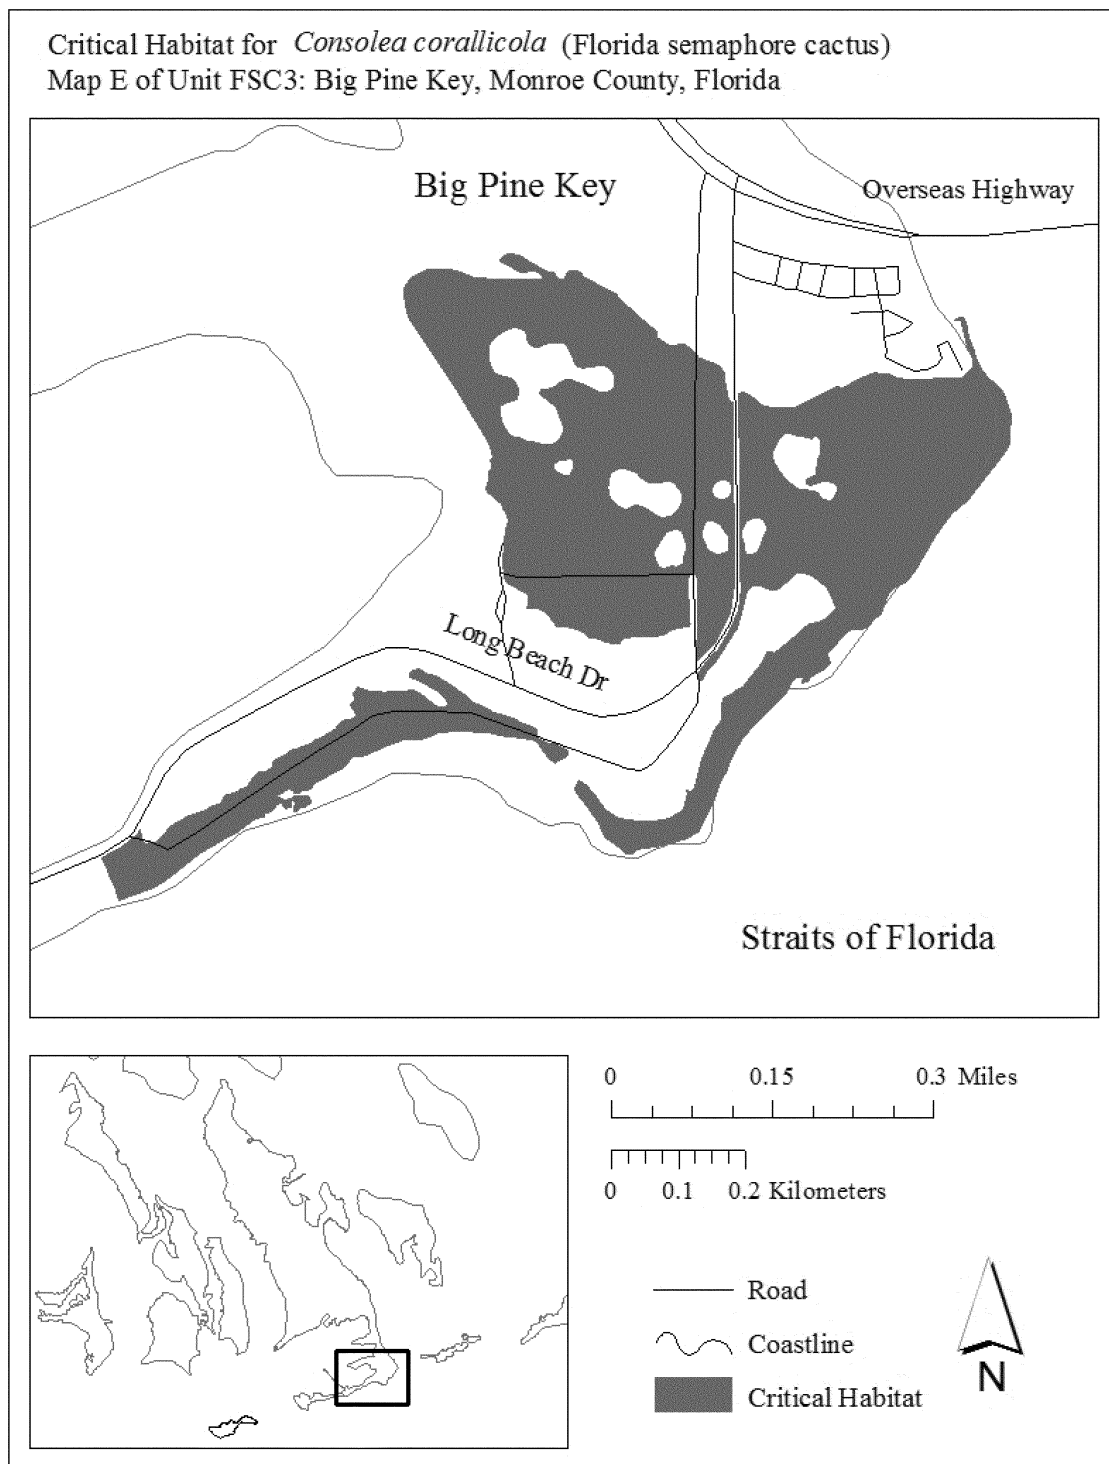 Critical Habitat for Consolea corallicola (Florida semaphore cactus)
Map E of Unit FSC3: Big Pine Key, Monroe County, Florida
Big Pine Key
Overseas Highway
Long Beach Dr
Straits of Florida
0 0.15 0.3 Miles
0 0.1 0.2 Kilometers
Road
Coastline
Critical Habitat
N